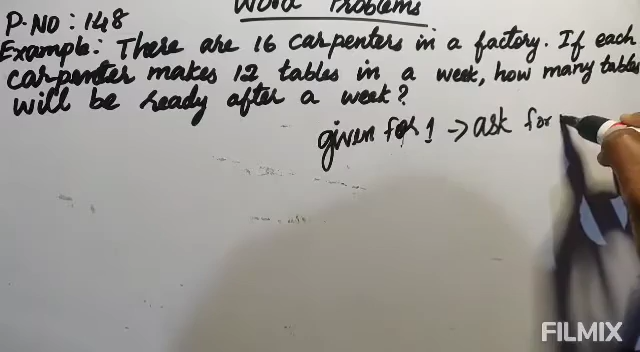 Word Problems
P.NO : 148
Example: There are 16 carpenters in a factory. If each
carpenter makes 12 tables in a week, how many tables
will be ready after a week?
given for 1 → ask for
FILMIX